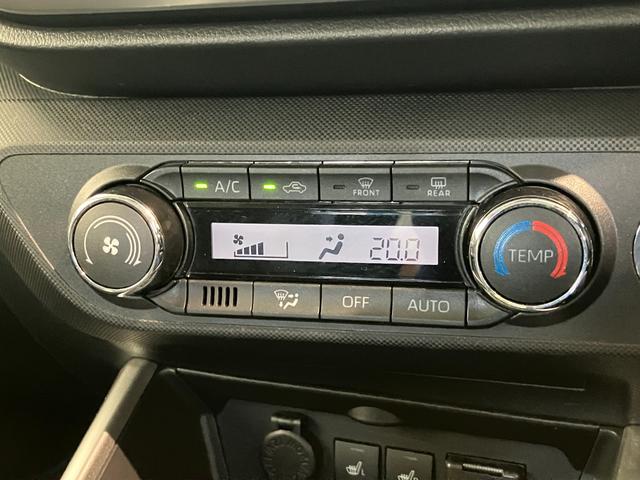 A/C
FRONT
REAR
20.0
TEMP
OFF
AUTO
L
R